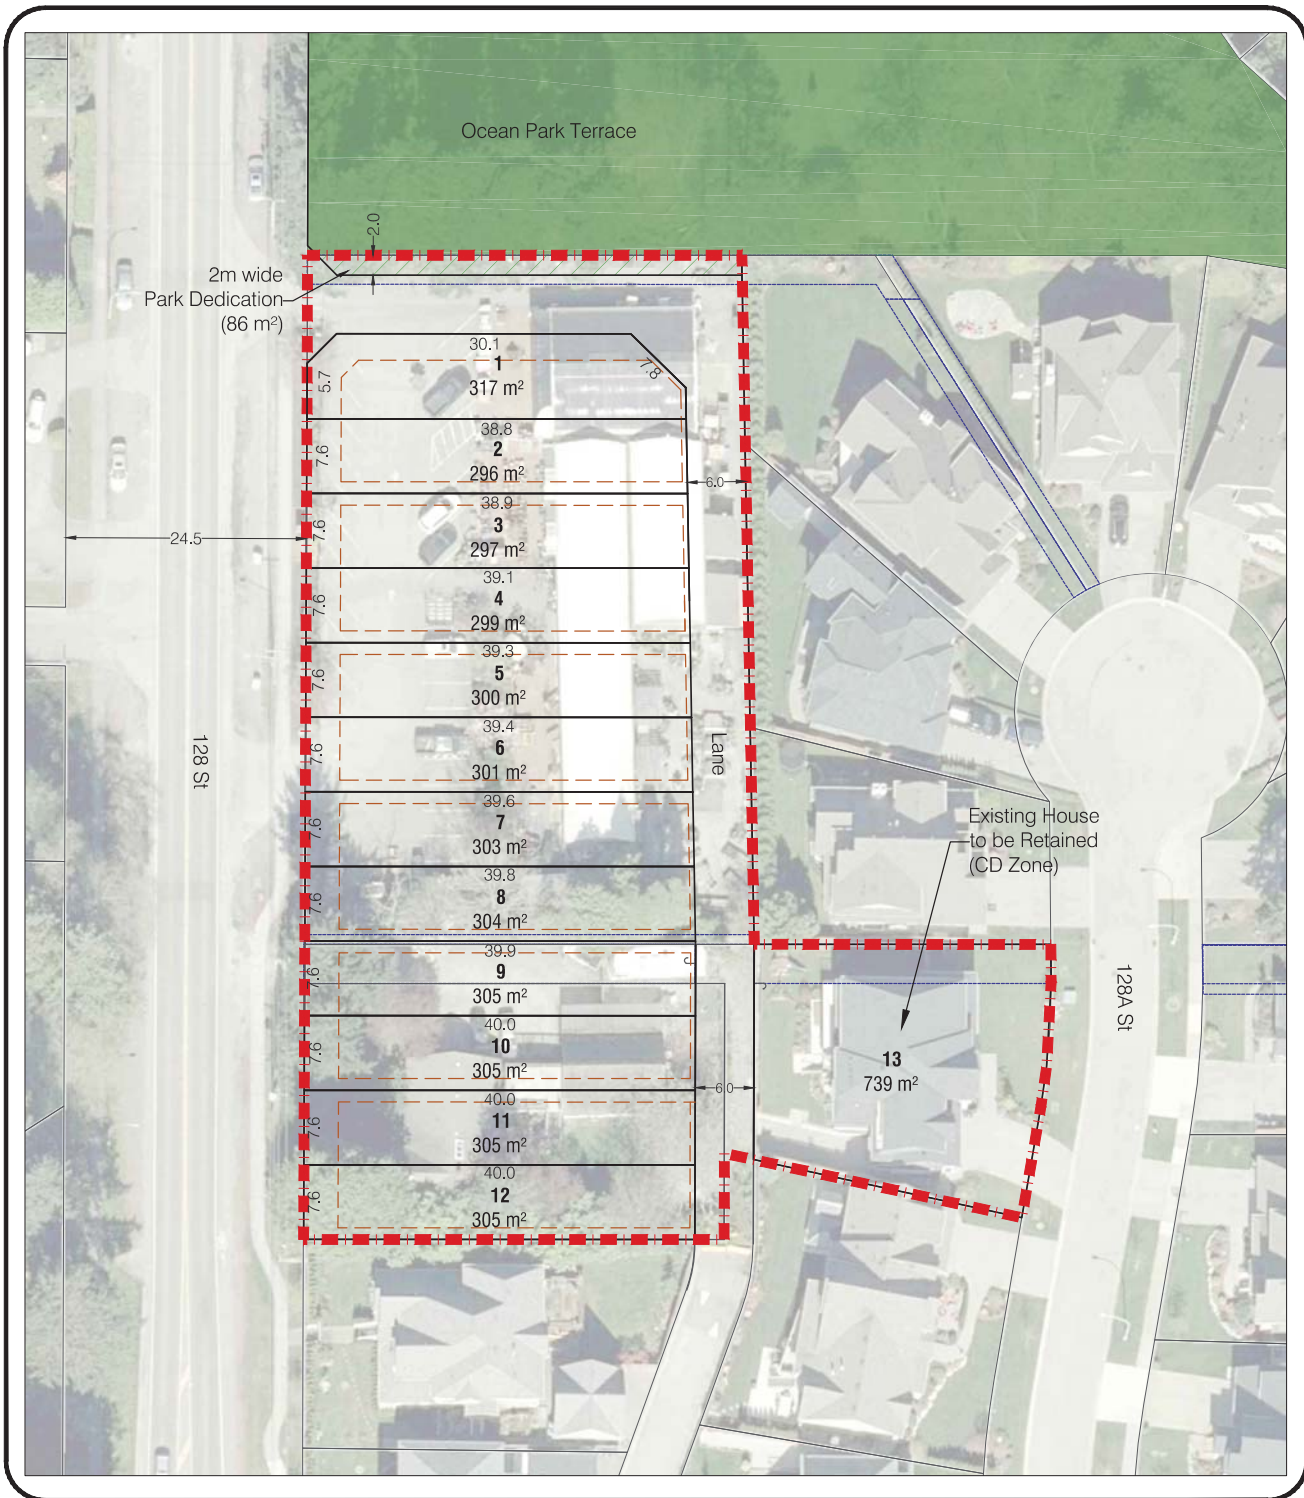 Ocean Park Terrace
2.0
2m wide
Park Dedication
(86 m²)
30.1
1
317 m²
5.7
7.8
38.8
2
296 m²
7.6
6.0
38.9
3
297 m²
7.6
24.5
39.1
4
299 m²
7.6
39.3
5
300 m²
7.6
39.4
6
301 m²
7.6
128 St
Lane
39.6
7
303 m²
7.6
Existing House
to be Retained
(CD Zone)
39.8
8
304 m²
7.6
39.9
9
305 m²
7.6
128A St
40.0
10
305 m²
7.6
13
739 m²
6.0
40.0
11
305 m²
7.6
40.0
12
305 m²
7.6